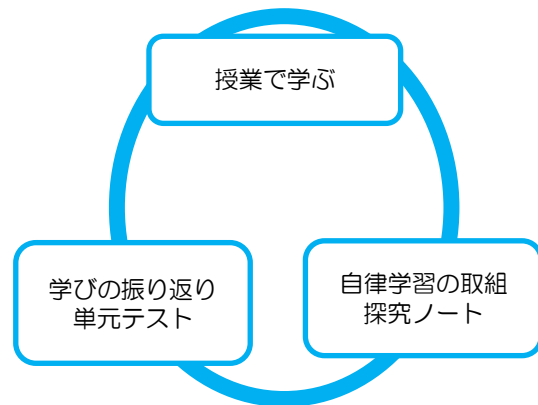 授業で学ぶ
学びの振り返り
単元テスト
自律学習の取組
探究ノート